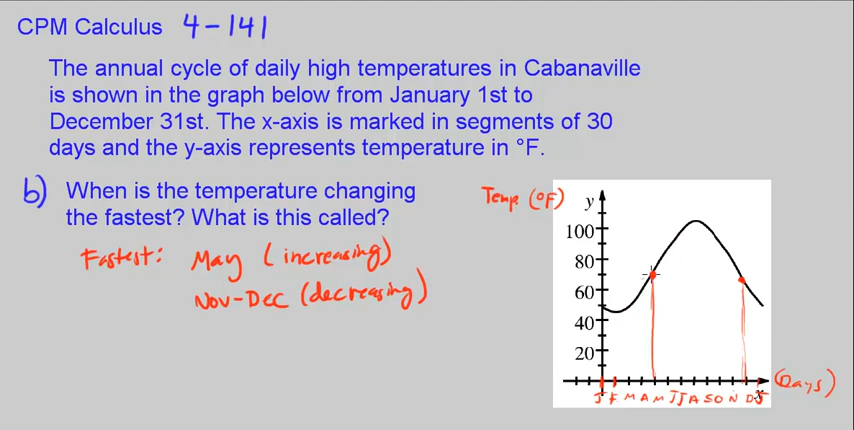 CPM Calculus 4-141
The annual cycle of daily high temperatures in Cabanaville
is shown in the graph below from January 1st to
December 31st. The x-axis is marked in segments of 30
days and the y-axis represents temperature in °F.
b) When is the temperature changing
the fastest? What is this called?
Fastest: May (increasing)
Nov-Dec (decreasing)
Temp. (°F) y
100
80
60
40
20
x (Days)
J F M A M J J A S O N D J